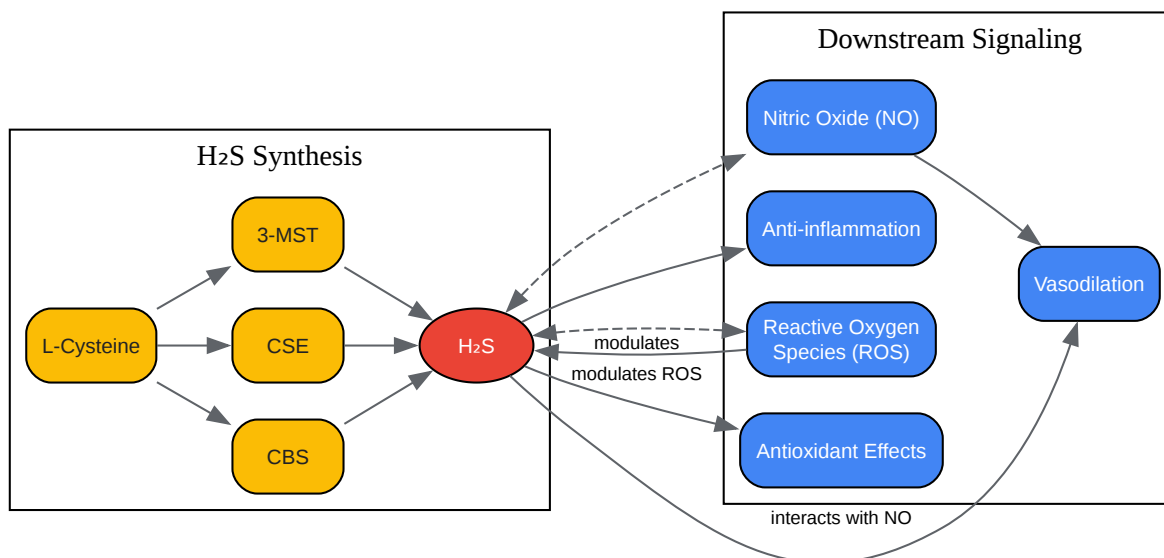 H₂S Synthesis
L-Cysteine
3-MST
CSE
CBS
H₂S
Downstream Signaling
Nitric Oxide (NO)
Anti-inflammation
Reactive Oxygen
Species (ROS)
Antioxidant Effects
Vasodilation
modulates
modulates ROS
interacts with NO